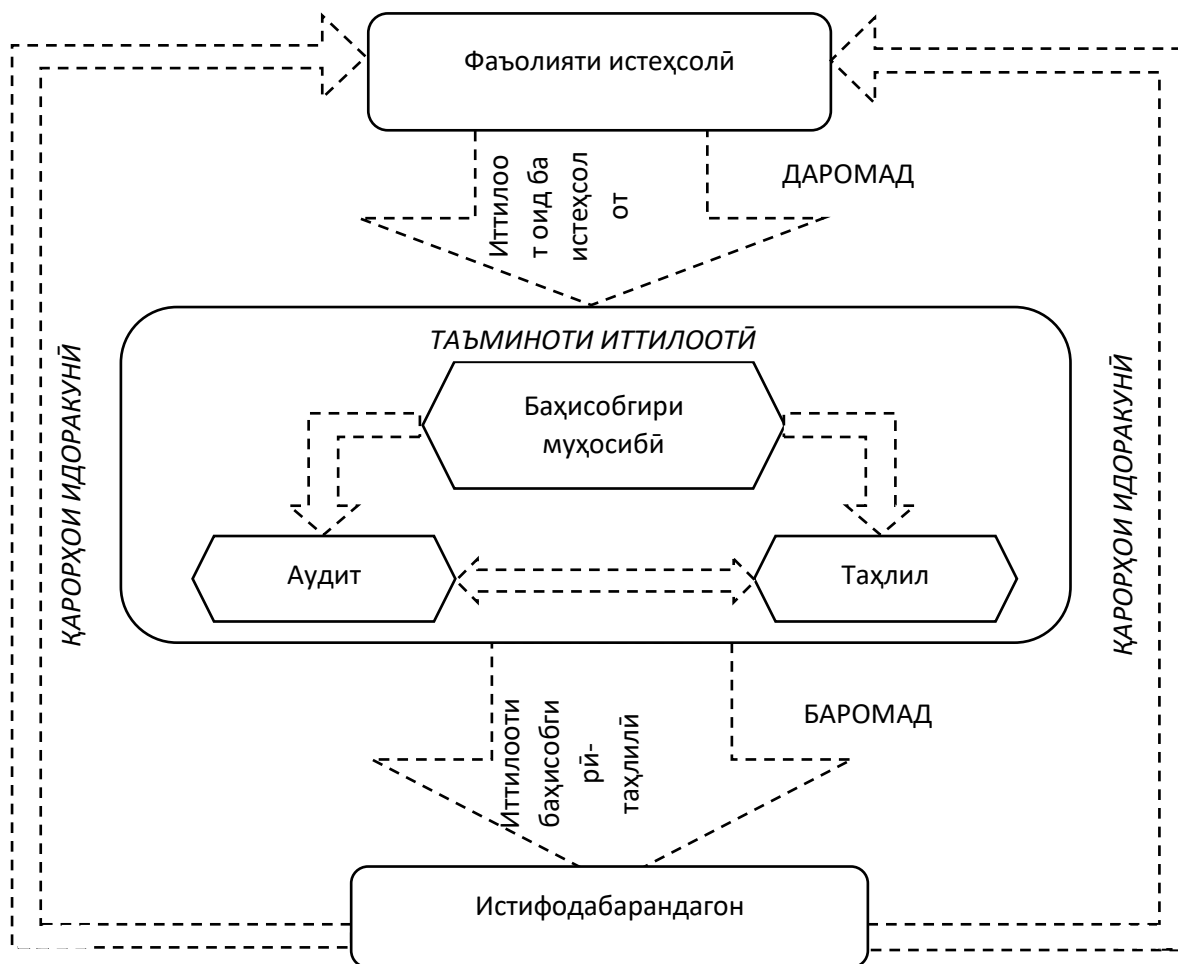 Фаъолияти истеҳсолӣ
Иттилоо
т оид ба
истеҳсол
от
ДАРОМАД
ТАЪМИНОТИ ИТТИЛООТӢ
Баҳисобгири
муҳосибӣ
Аудит
Таҳлил
ҚАРОРҲОИ ИДОРАКУНӢ
ҚАРОРҲОИ ИДОРАКУНӢ
Иттилооти
баҳисобги
рӣ-
таҳлилӣ
БАРОМАД
Истифодабарандагон